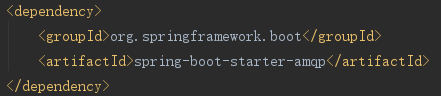 <dependency>
    <groupId>org.springframework.boot</groupId>
    <artifactId>spring-boot-starter-amqp</artifactId>
</dependency>